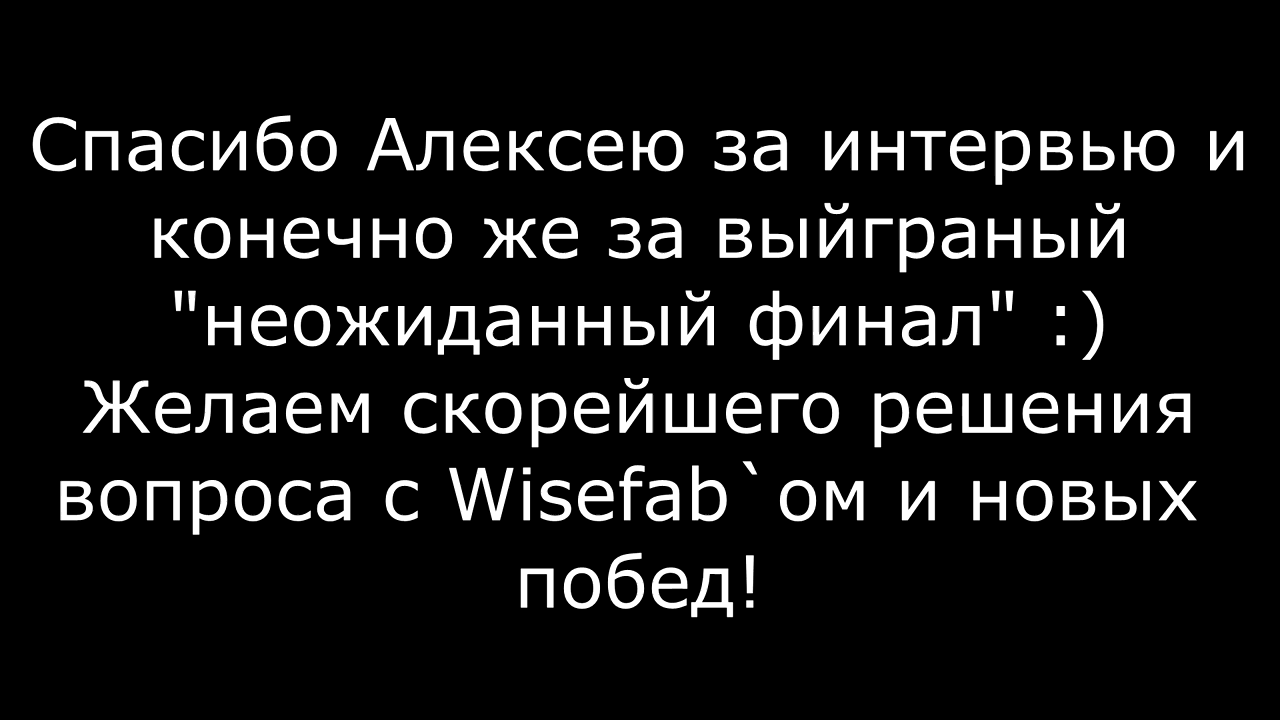 Спасибо Алексею за интервью и
конечно же за выйграный
"неожиданный финал" :)
Желаем скорейшего решения
вопроса с Wisefab`ом и новых
побед!